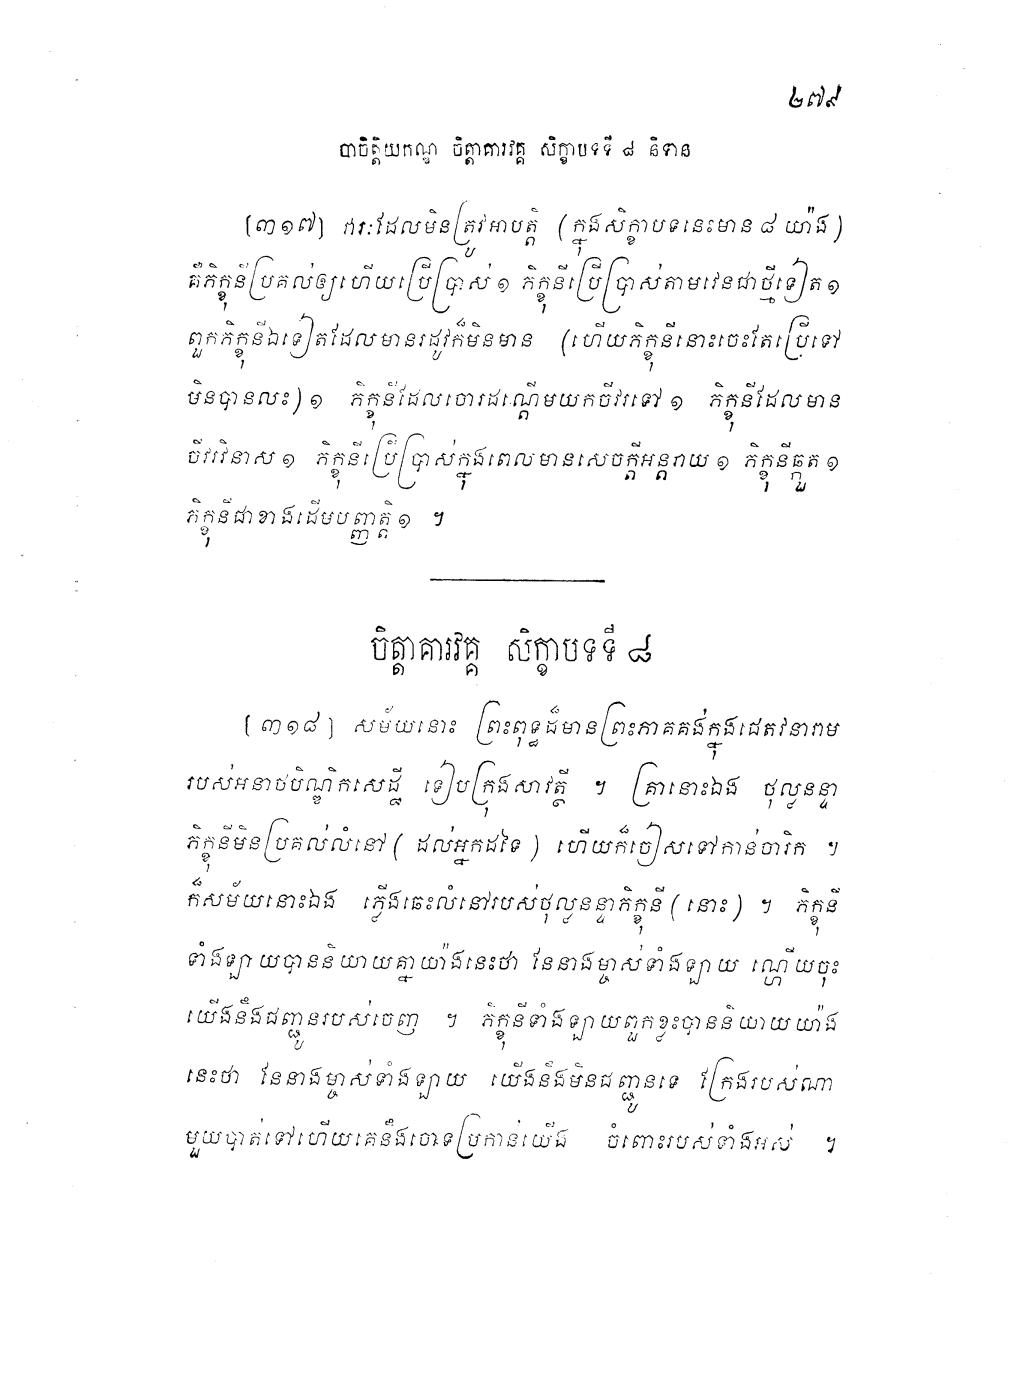 ២៧៩
បាចិត្តិយកណ្ឌ ចិត្តាគារវគ្គ សិក្ខាបទទី ៨ និទាន
[៣១៧] វារៈដែលមិនត្រូវអាបត្តិ (ក្នុងសិក្ខាបទនេះមាន ៨ យ៉ាង)
គឺភិក្ខុនីប្រគល់ឲ្យហើយប្រើប្រាស់ ១ ភិក្ខុនីប្រើប្រាស់តាមវេនជាថ្មីទៀត ១
ពួកភិក្ខុនីឯទៀតដែលមានរដូវក៏មិនមាន (ហើយភិក្ខុនីនោះចេះតែប្រើទៅ
មិនបានលះ) ១ ភិក្ខុនីដែលចោរដណ្តើមយកចីវរទៅ ១ ភិក្ខុនីដែលមាន
ចីវរវិនាស ១ ភិក្ខុនីប្រើប្រាស់ក្នុងពេលមានសេចក្តីអន្តរាយ ១ ភិក្ខុនីឆ្កួត ១
ភិក្ខុនីជាខាងដើមបញ្ញាត្តិ ១ ។
ចិត្តាគារវគ្គ សិក្ខាបទទី ៨
[៣១៨] សម័យនោះ ព្រះពុទ្ធដ៏មានព្រះភាគគង់ក្នុងជេតវនារាម
របស់អនាថបិណ្ឌិកសេដ្ឋី ទៀបក្រុងសាវត្ថី ។ គ្រានោះឯង ថុល្លនន្ទា
ភិក្ខុនីមិនប្រគល់លំនៅ (ដល់អ្នកដទៃ) ហើយក៏ចៀសទៅកាន់ចារិក ។
ក៏សម័យនោះឯង ភ្លើងឆេះលំនៅរបស់ថុល្លនន្ទាភិក្ខុនី (នោះ) ។ ភិក្ខុនី
ទាំងឡាយបាននិយាយគ្នាយ៉ាងនេះថា នែនាងម្ចាស់ទាំងឡាយ ណ្ហើយចុះ
យើងនឹងជញ្ជូនរបស់ចេញ ។ ភិក្ខុនីទាំងឡាយពួកខ្លះបាននិយាយយ៉ាង
នេះថា នែនាងម្ចាស់ទាំងឡាយ យើងនឹងមិនជញ្ជូនទេ ក្រែងរបស់ណា
មួយបាត់ទៅហើយគេនឹងចោទប្រកាន់យើង ចំពោះរបស់ទាំងអស់ ។